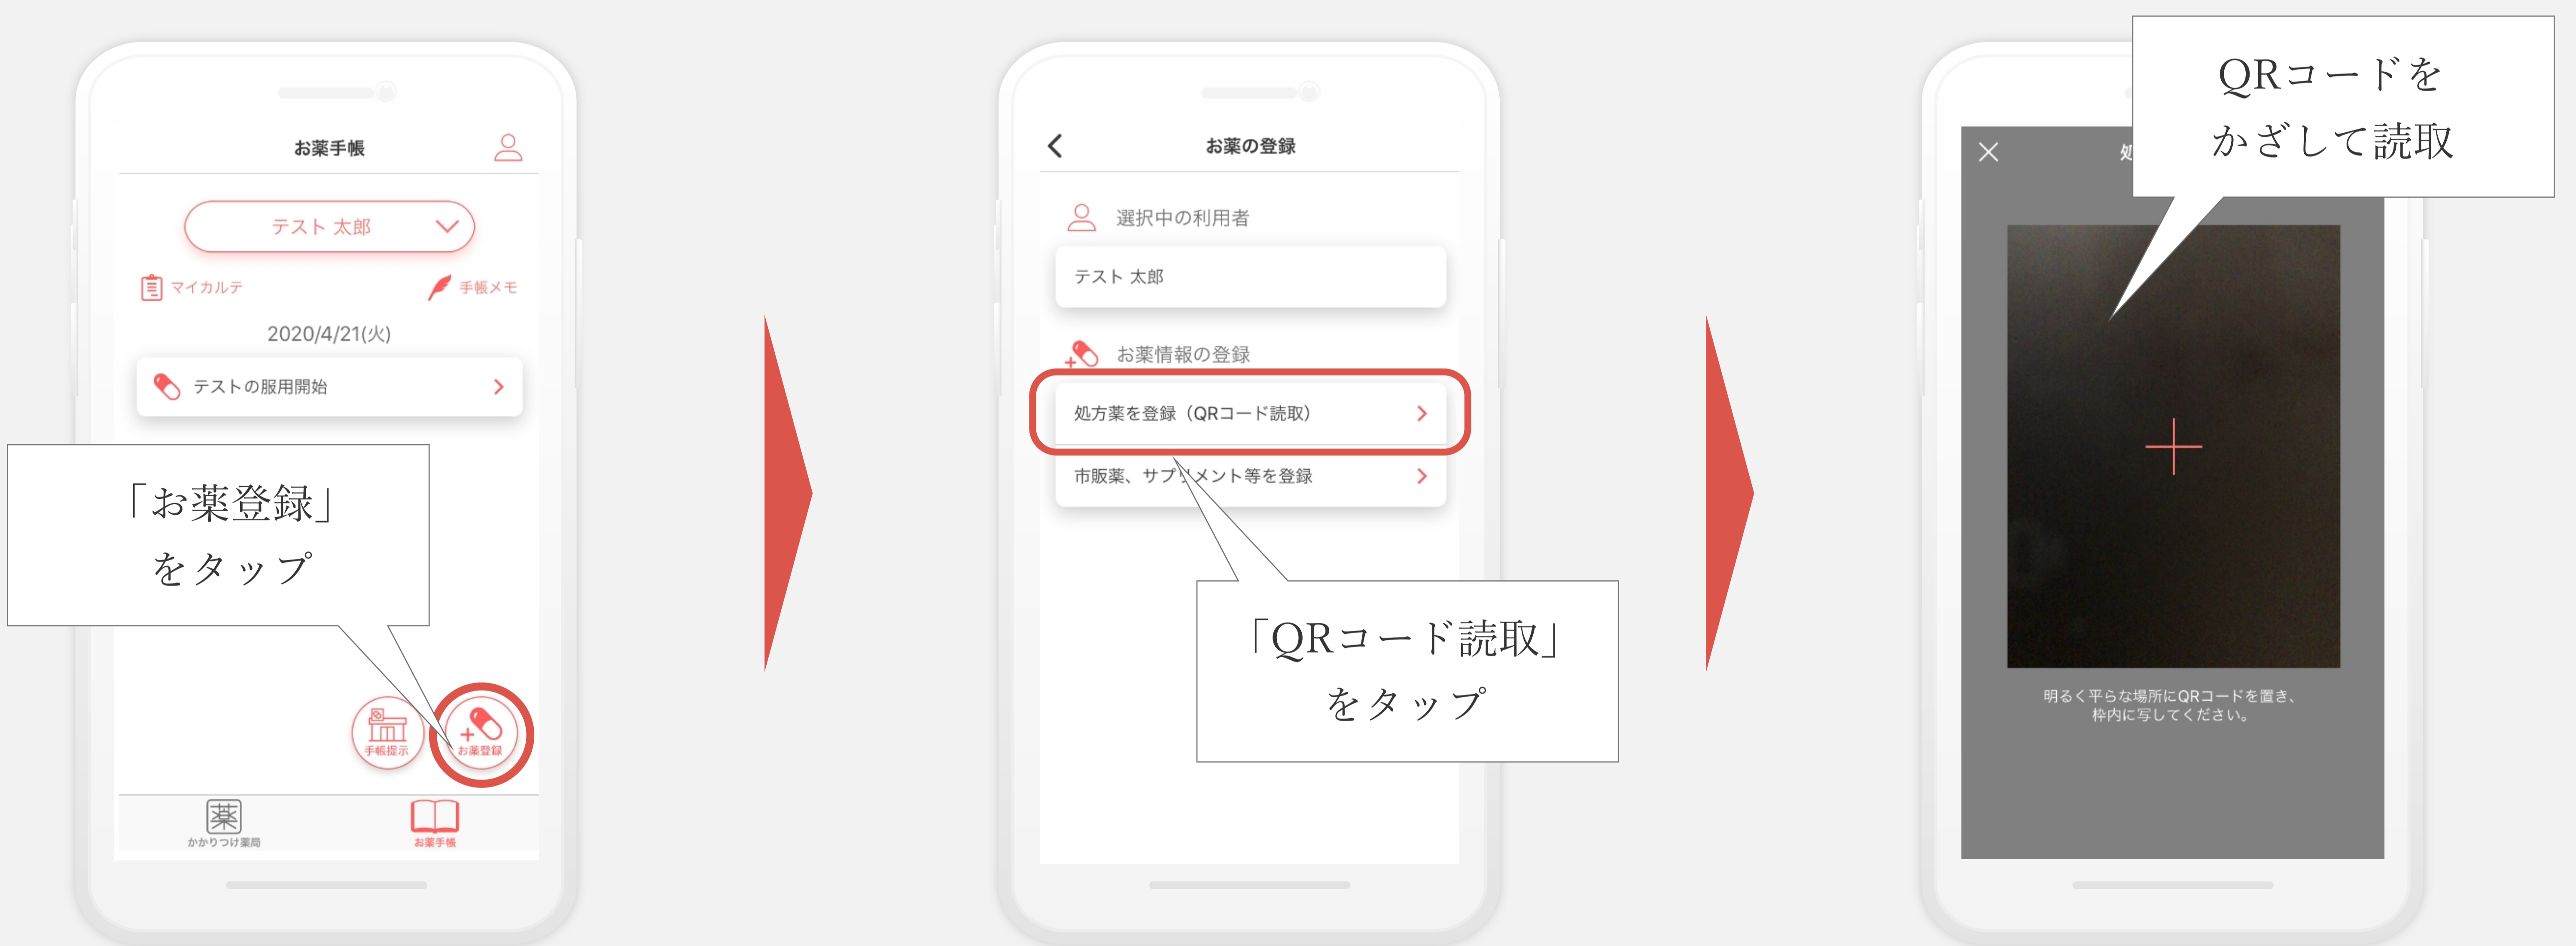 お薬手帳
テスト 太郎
マイカルテ
手帳メモ
2020/4/21(火)
テストの服用開始
「お薬登録」
をタップ
手帳提示
お薬登録
薬
かかりつけ薬局
お薬手帳
お薬の登録
選択中の利用者
テスト 太郎
お薬情報の登録
処方薬を登録（QRコード読取）
市販薬、サプリメント等を登録
「QRコード読取」
をタップ
QRコードを
かざして読取
処
明るく平らな場所にQRコードを置き、
枠内に写してください。